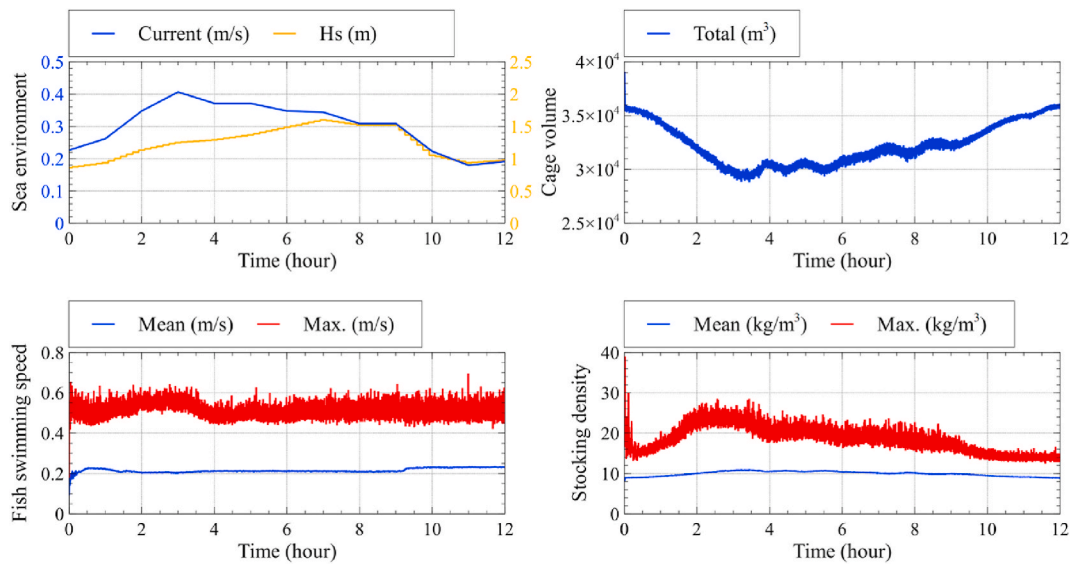 Current (m/s) Hs (m)
Sea environment
0.5
0.4
0.3
0.2
0.1
0
2.5
2
1.5
1
0.5
0
0 2 4 6 8 10 12
Time (hour)
Total (m³)
Cage volume
4×10⁴
3.5×10⁴
3×10⁴
2.5×10⁴
0 2 4 6 8 10 12
Time (hour)
Mean (m/s) Max. (m/s)
Fish swimming speed
0.8
0.6
0.4
0.2
0
0 2 4 6 8 10 12
Time (hour)
Mean (kg/m³) Max. (kg/m³)
Stocking density
40
30
20
10
0
0 2 4 6 8 10 12
Time (hour)